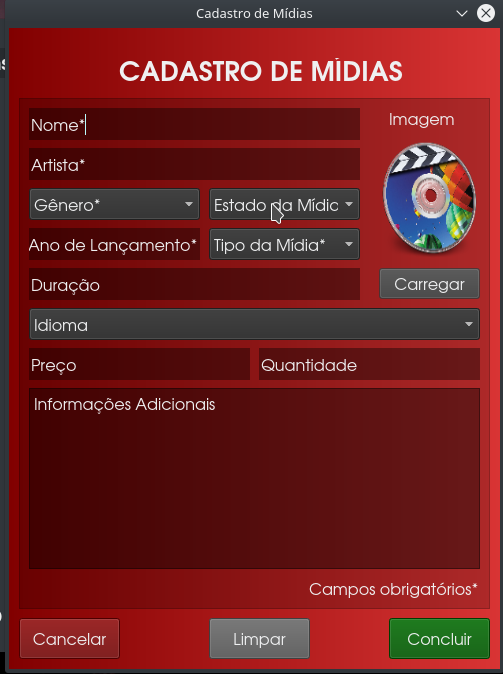 Cadastro de Mídias
CADASTRO DE MÍDIAS
Nome*
Imagem
Artista*
Gênero*
Estado da Mídic
Ano de Lançamento*
Tipo da Mídia*
Duração
Carregar
Idioma
Preço
Quantidade
Informações Adicionais
Campos obrigatórios*
Cancelar
Limpar
Concluir